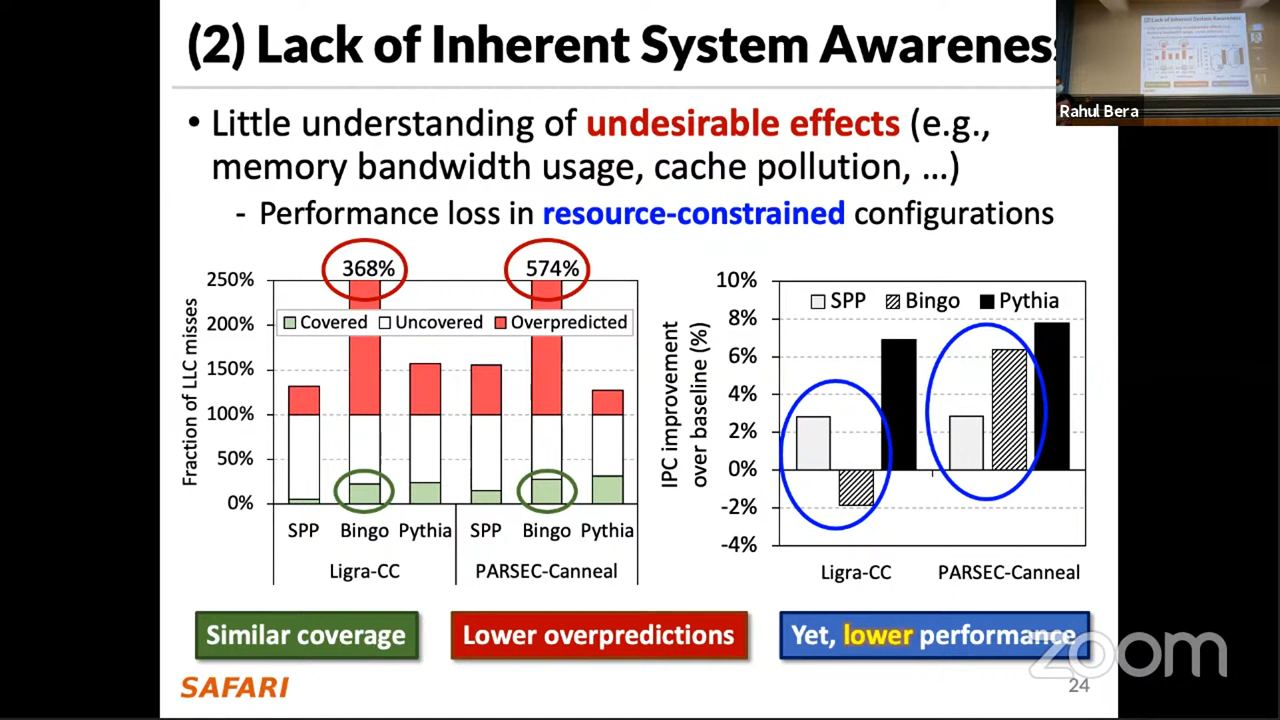 (2) Lack of Inherent System Awareness
Rahul Bera
• Little understanding of undesirable effects (e.g.,
memory bandwidth usage, cache pollution, …)
- Performance loss in resource-constrained configurations
368%
574%
Fraction of LLC misses
250%
200%
150%
100%
50%
0%
Covered Uncovered Overpredicted
SPP Bingo Pythia SPP Bingo Pythia
Ligra-CC PARSEC-Canneal
IPC improvement
over baseline (%)
10%
8%
6%
4%
2%
0%
-2%
-4%
SPP Bingo Pythia
Ligra-CC PARSEC-Canneal
Similar coverage
Lower overpredictions
Yet, lower performance
zoom
SAFARI
24